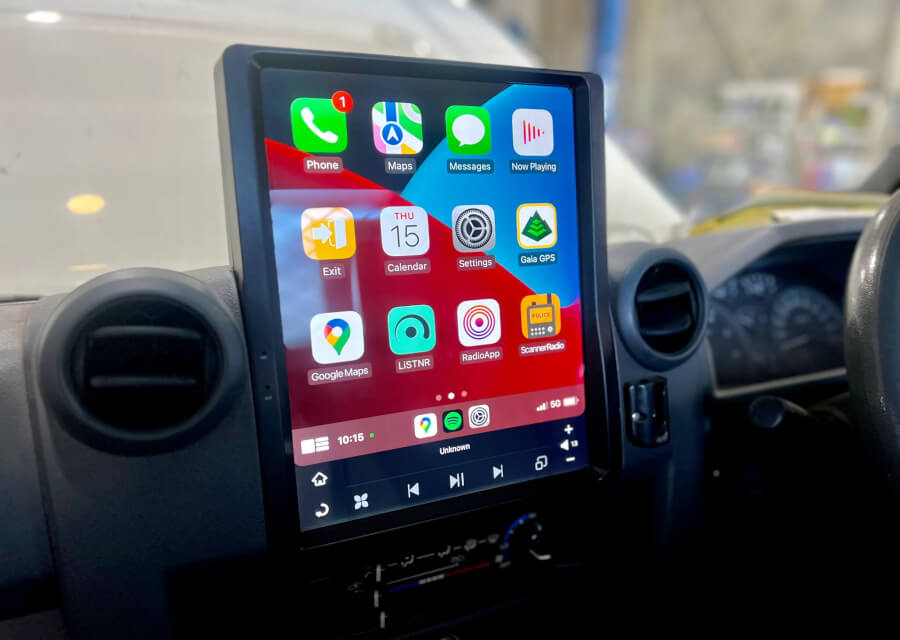 1
Phone
Maps
Messages
Now Playing
THU
15
Exit
Calendar
Settings
Gaia GPS
POLICE
Google Maps
LISTNR
RadioApp
ScannerRadio
10:15
5G
Unknown
+
13
-